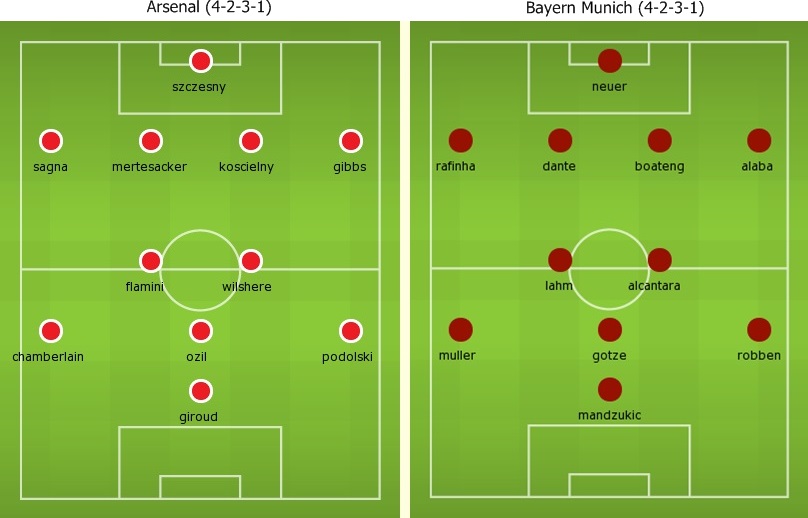 Arsenal (4-2-3-1)
szczesny
sagna mertesacker koscielny gibbs
flamini wilshere
chamberlain ozil podolski
giroud
Bayern Munich (4-2-3-1)
neuer
rafinha dante boateng alaba
lahm alcantara
muller gotze robben
mandzukic